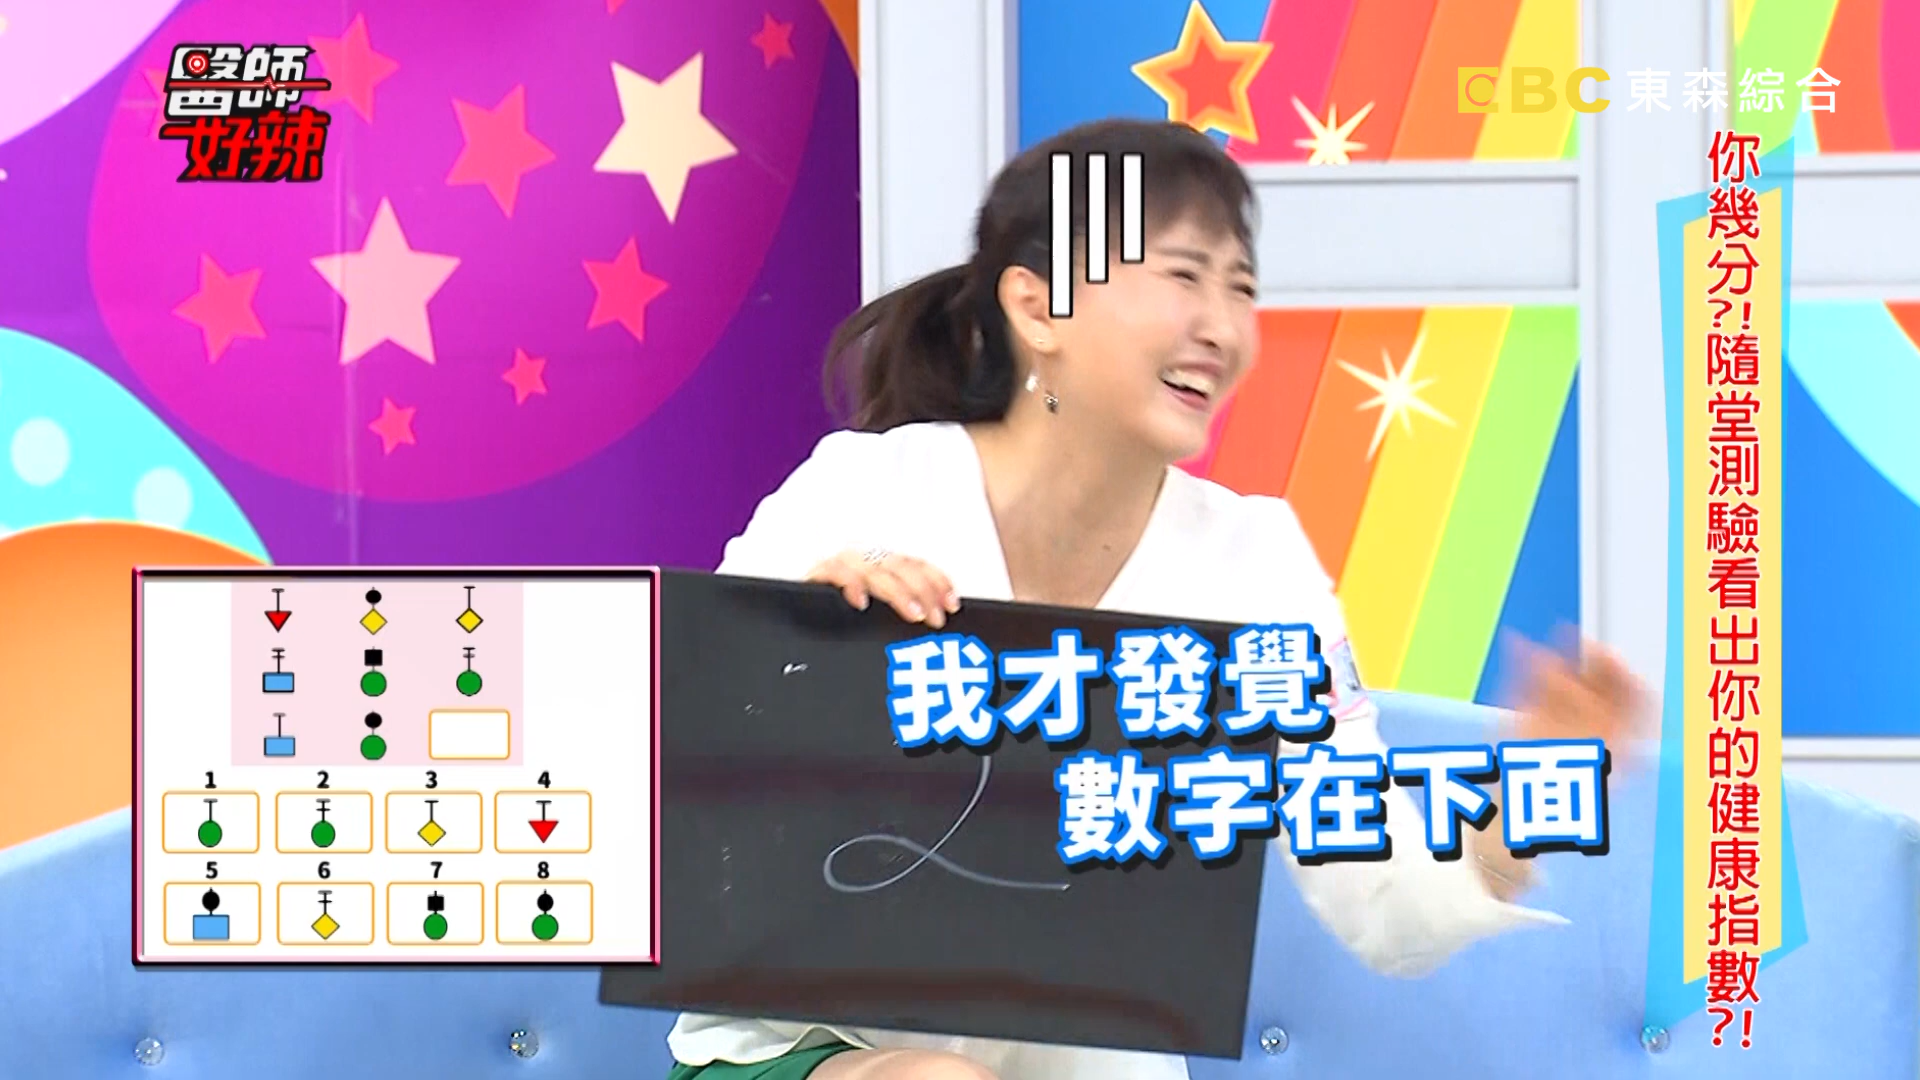 醫師
好辣
EBC 東森綜合
你幾分?!隨堂測驗看出你的健康指數?!
我才發覺
數字在下面
2
1 2 3 4
5 6 7 8